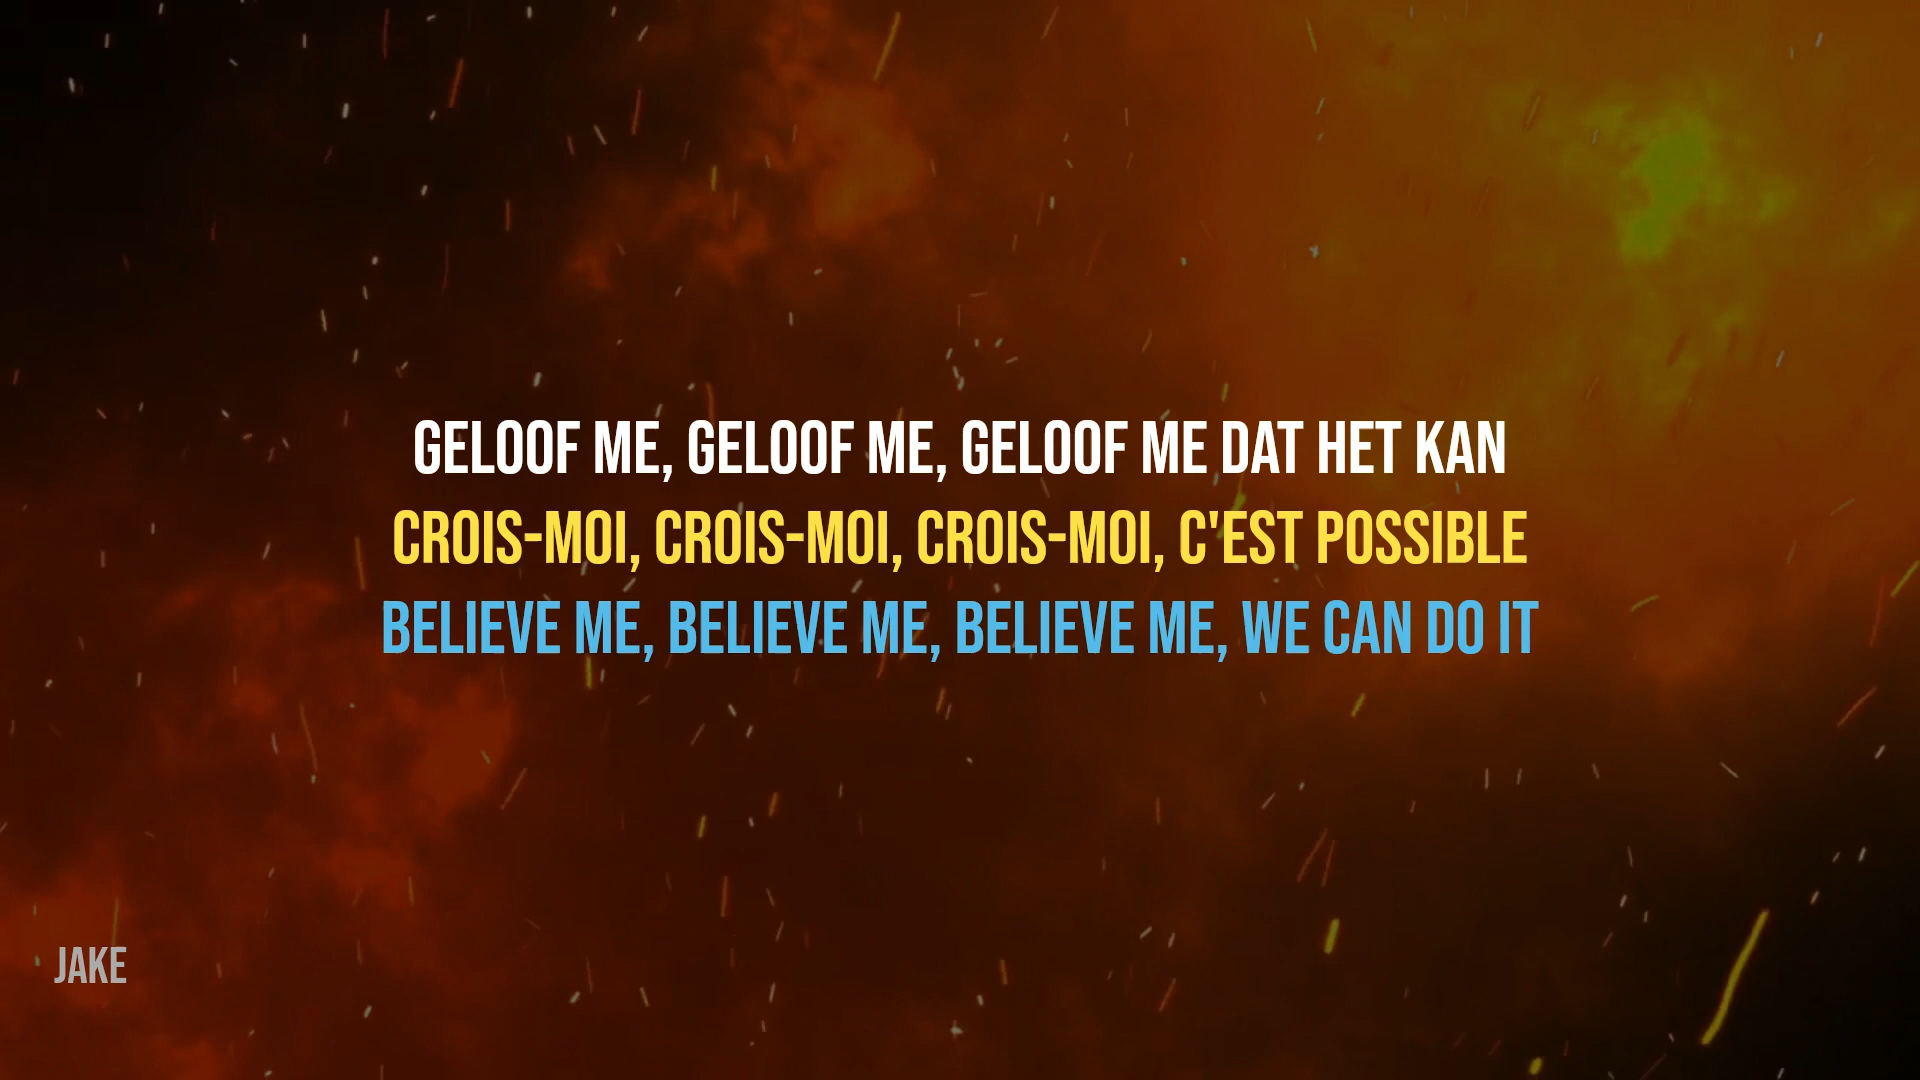 GELOOF ME, GELOOF ME, GELOOF ME DAT HET KAN
CROIS-MOI, CROIS-MOI, CROIS-MOI, C'EST POSSIBLE
BELIEVE ME, BELIEVE ME, BELIEVE ME, WE CAN DO IT
JAKE